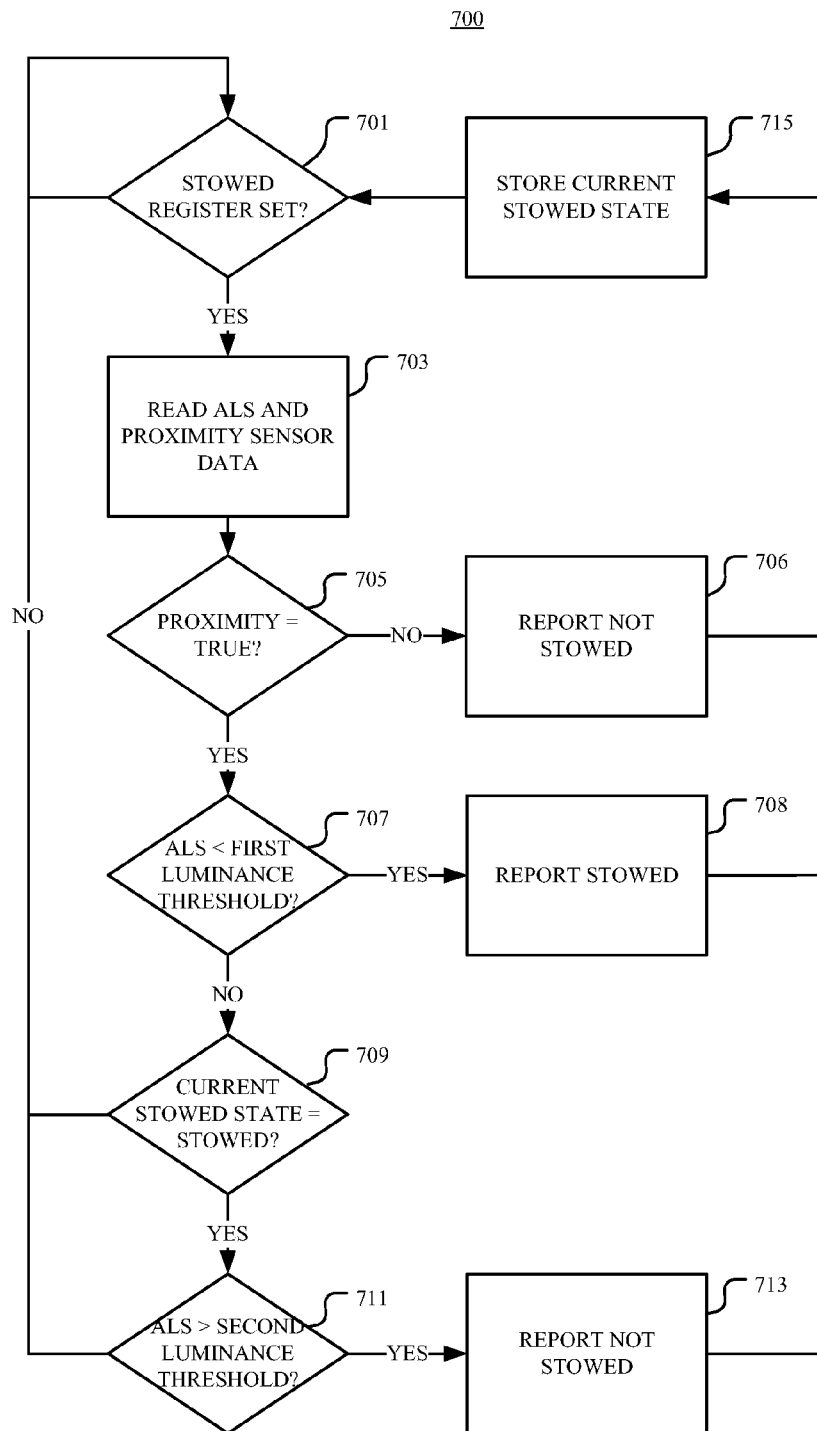 700
701
STOWED
REGISTER SET?
715
STORE CURRENT
STOWED STATE
YES
703
READ ALS AND
PROXIMITY SENSOR
DATA
NO
705
PROXIMITY =
TRUE?
NO
706
REPORT NOT
STOWED
YES
707
ALS < FIRST
LUMINANCE
THRESHOLD?
YES
708
REPORT STOWED
NO
709
CURRENT
STOWED STATE =
STOWED?
YES
711
ALS > SECOND
LUMINANCE
THRESHOLD?
YES
713
REPORT NOT
STOWED